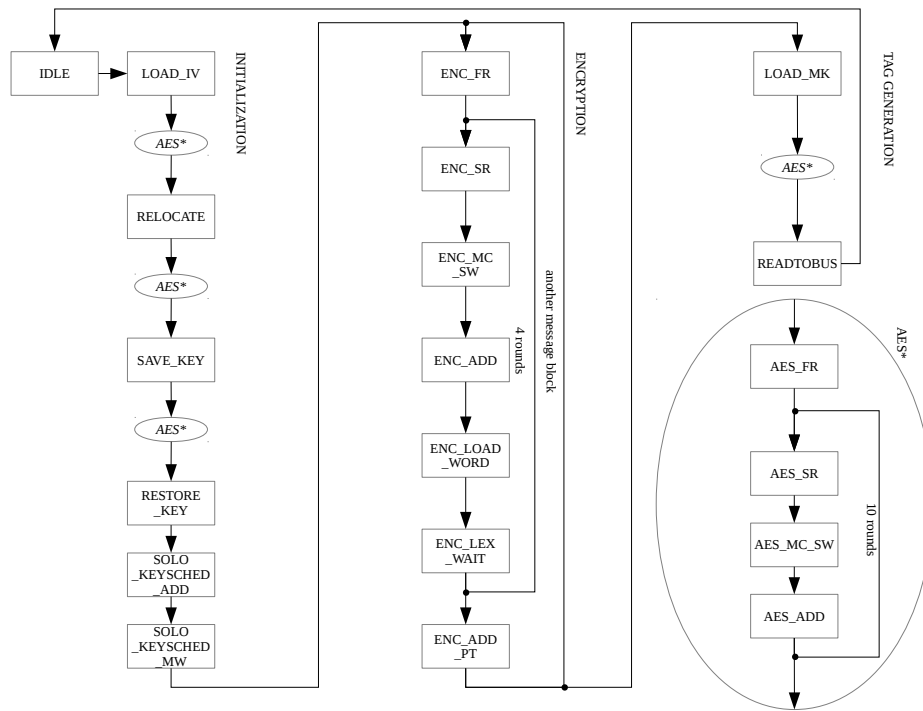 IDLE
LOAD_IV
AES*
RELOCATE
AES*
SAVE_KEY
AES*
RESTORE
_KEY
SOLO
_KEYSCHED
_ADD
SOLO
_KEYSCHED
_MW
INITIALIZATION
ENC_FR
ENC_SR
ENC_MC
_SW
ENC_ADD
ENC_LOAD
_WORD
ENC_LEX
_WAIT
ENC_ADD
_PT
4 rounds
another message block
ENCRYPTION
LOAD_MK
AES*
READTOBUS
TAG GENERATION
AES*
AES_FR
AES_SR
AES_MC_SW
AES_ADD
10 rounds